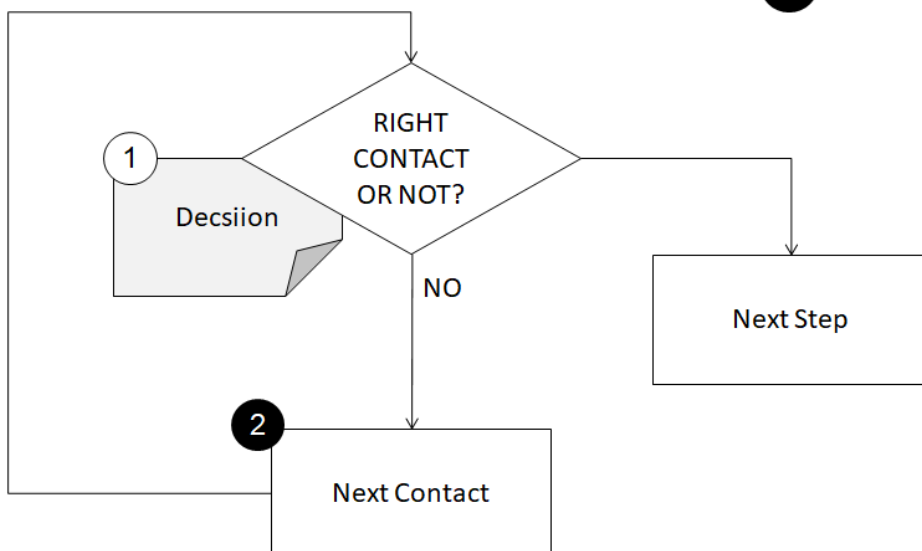 RIGHT
CONTACT
OR NOT?
1
Decsiion
NO
Next Step
2
Next Contact